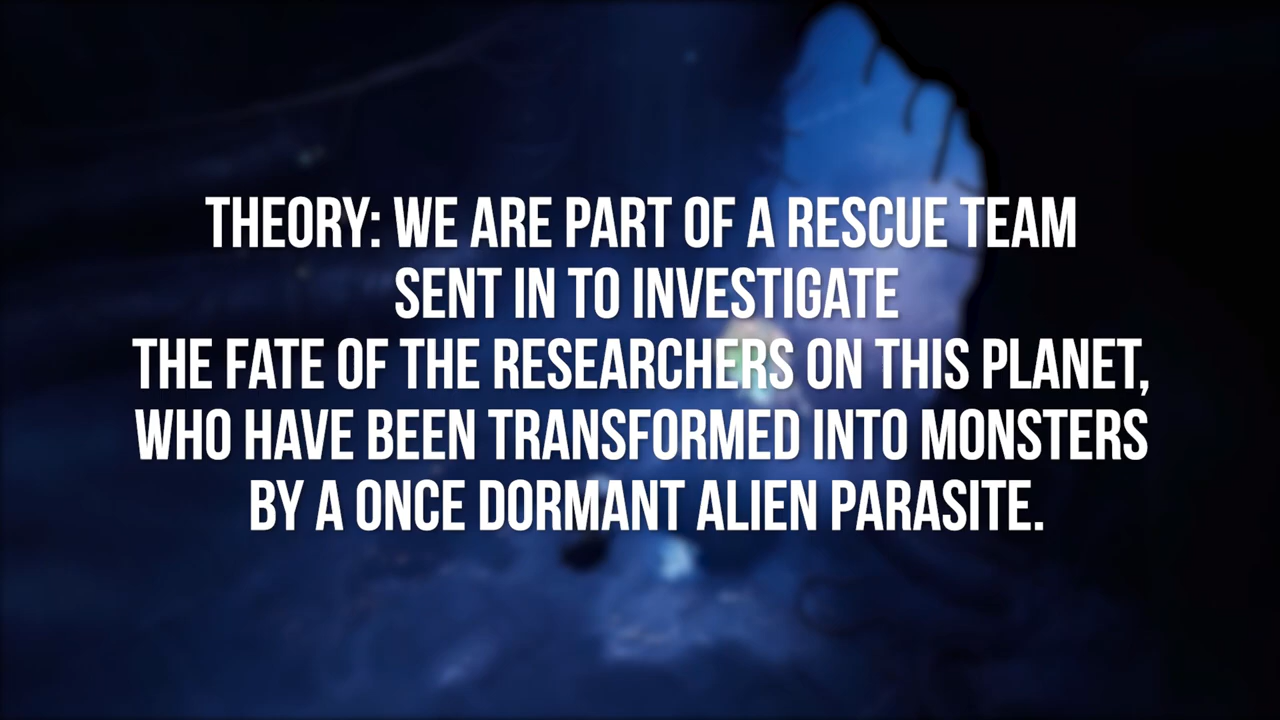 THEORY: WE ARE PART OF A RESCUE TEAM
SENT IN TO INVESTIGATE
THE FATE OF THE RESEARCHERS ON THIS PLANET,
WHO HAVE BEEN TRANSFORMED INTO MONSTERS
BY A ONCE DORMANT ALIEN PARASITE.